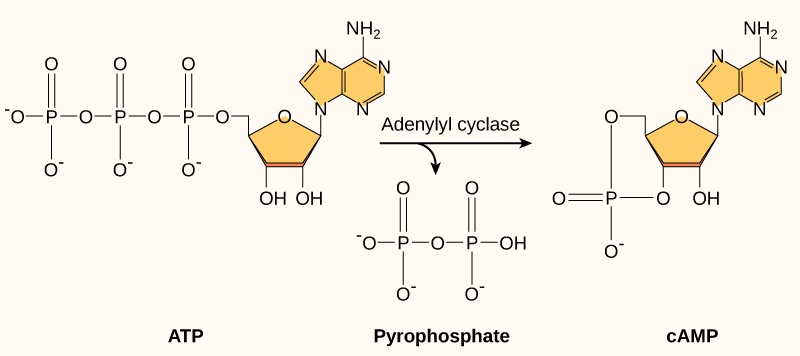 NH2
O O O N N
-O P O P O P O O N N
O- O- O-
OH OH
Adenylyl cyclase
O O
-O P O P OH
O- O-
NH2
N N
O O N N
O P O OH
O-
ATP Pyrophosphate cAMP